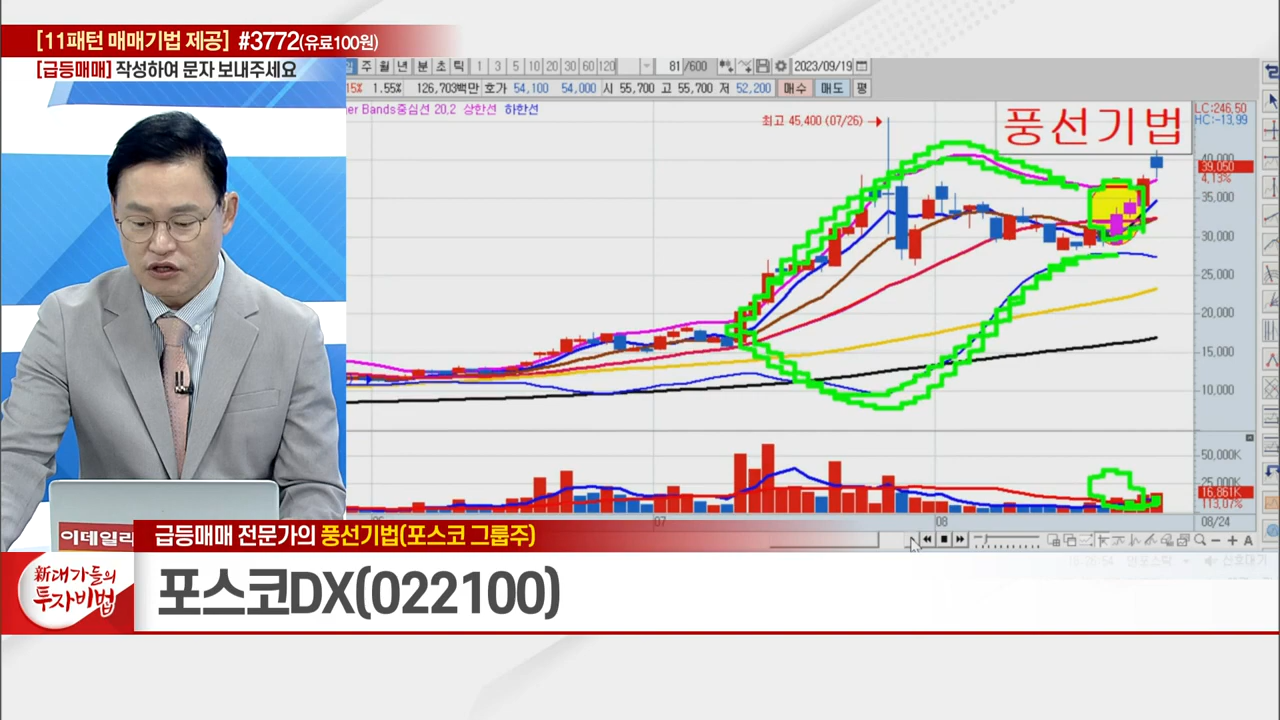 [11패턴 매매기법 제공] #3772(유료100원)
[급등매매] 작성하여 문자 보내주세요
주 월 년 분 초 틱 1 3 5 10 20 30 60 120 81 /600 2023/09/19
15% 1.55% 126,703백만 호가 54,100 54,000 시 55,700 고 55,700 저 52,200 매수 매도 평
er Bands중심선 20,2 상한선 하한선
풍선기법
LC:246,50
HC:-13,99
최고 45,400 (07/26)
40,000
39,050
4,13%
35,000
30,000
25,000
20,000
15,000
10,000
50,000K
25,000K
16,861K
113,07%
07 08 08/24
이데일리
급등매매 전문가의 풍선기법(포스코 그룹주)
新대가들의
투자비법
포스코DX(022100)